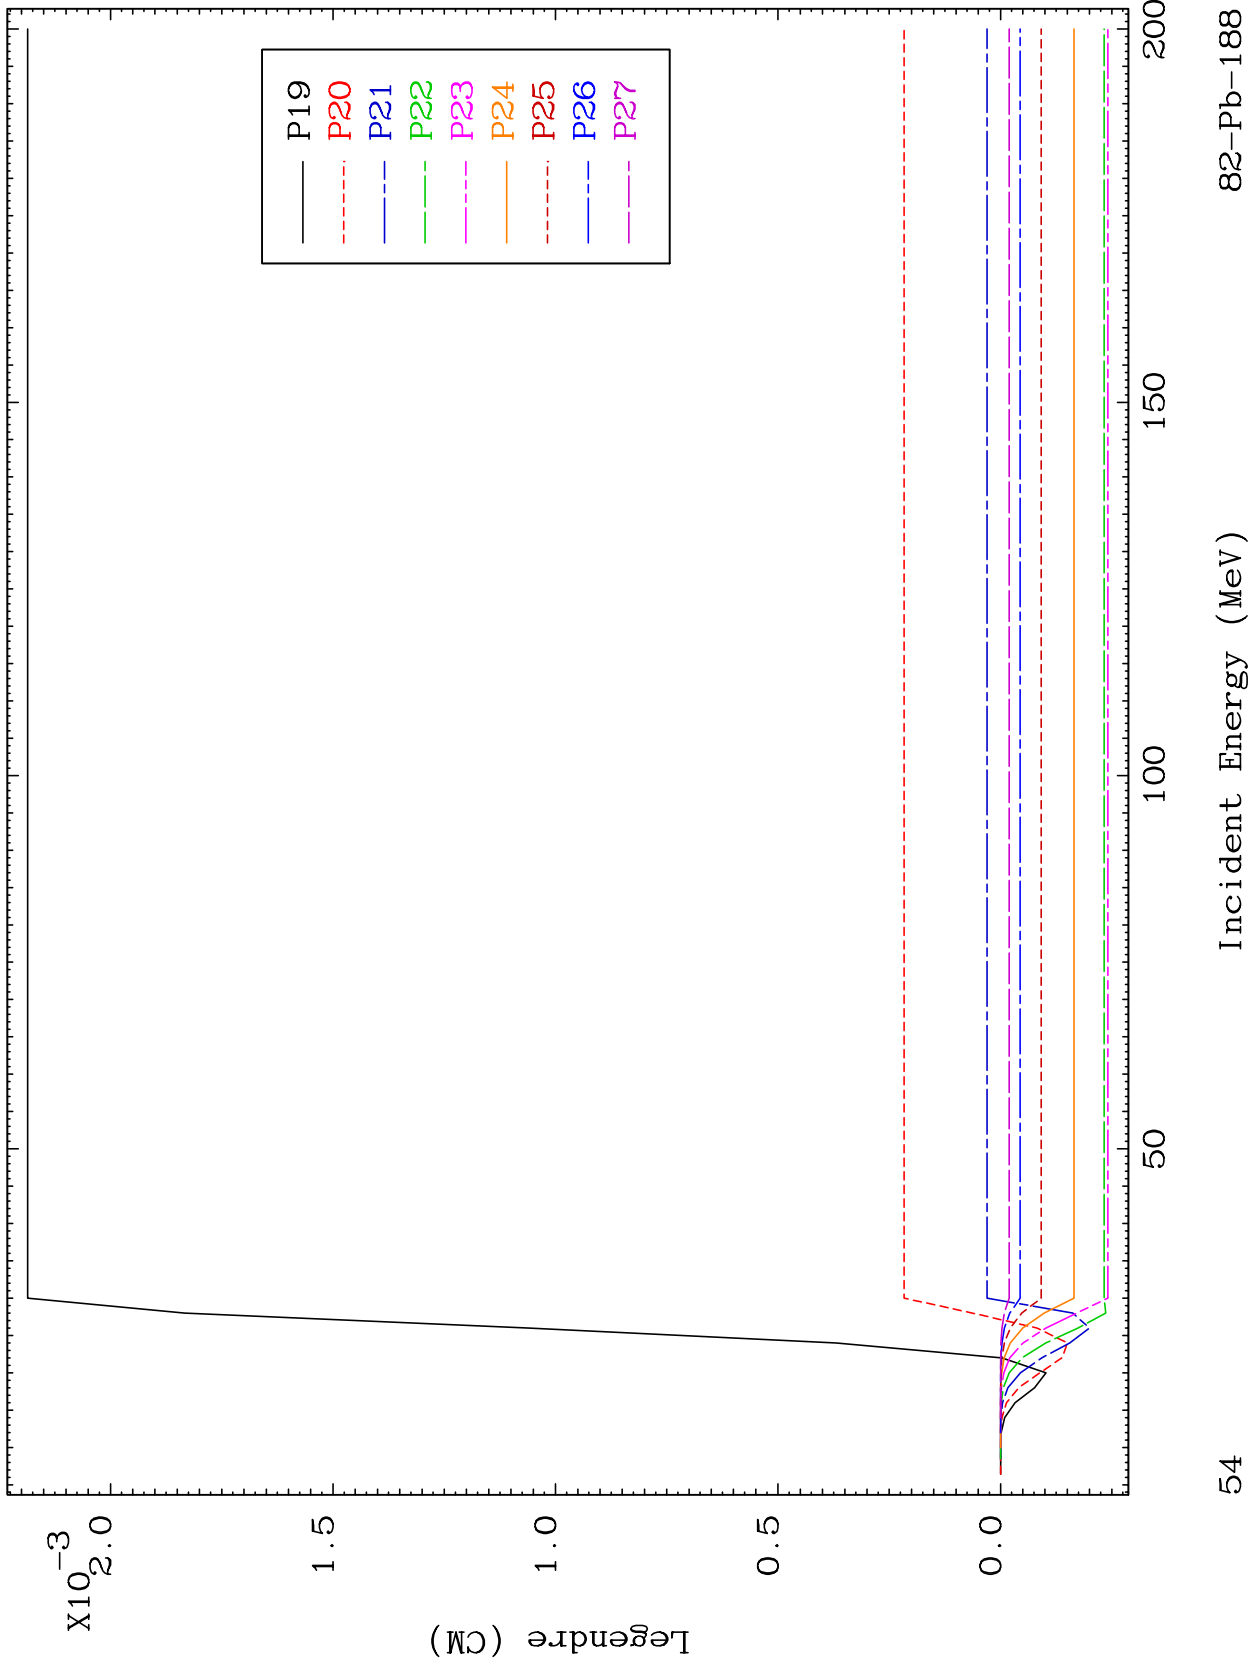 X10-3
2.0
1.5
1.0
0.5
0.0
Legendre (CM)
P19
P20
P21
P22
P23
P24
P25
P26
P27
50
100
150
200
54
Incident Energy (MeV)
82-Pb-188